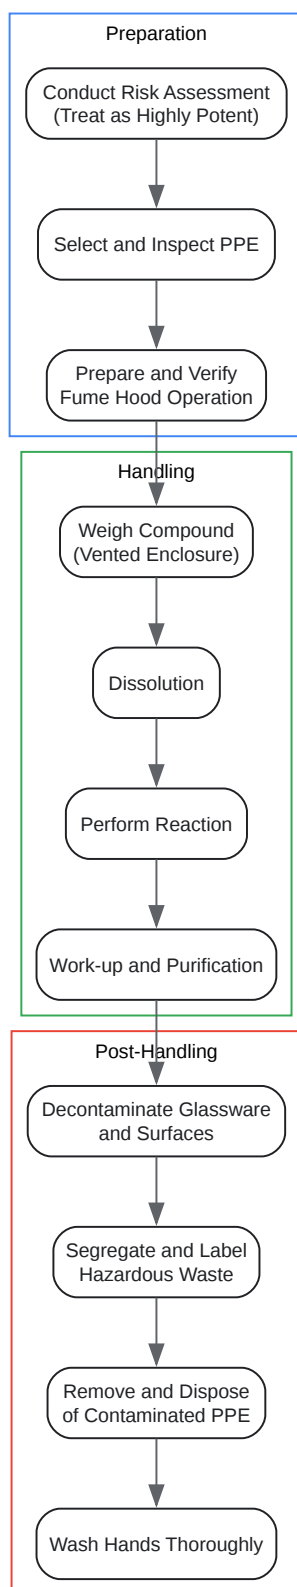 Preparation
Conduct Risk Assessment
(Treat as Highly Potent)
Select and Inspect PPE
Prepare and Verify
Fume Hood Operation
Handling
Weigh Compound
(Vented Enclosure)
Dissolution
Perform Reaction
Work-up and Purification
Post-Handling
Decontaminate Glassware
and Surfaces
Segregate and Label
Hazardous Waste
Remove and Dispose
of Contaminated PPE
Wash Hands Thoroughly